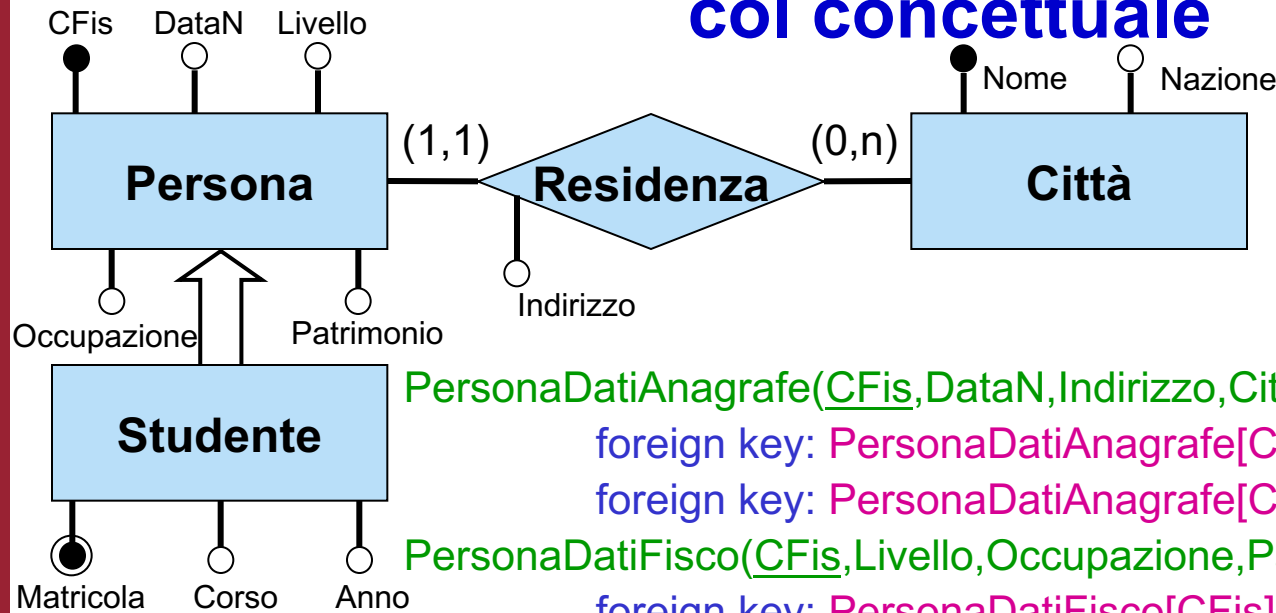 col concettuale
CFis DataN Livello
Nome Nazione
(1,1) (0,n)
Persona Residenza Città
Indirizzo
Occupazione Patrimonio
PersonaDatiAnagrafe(CFis,DataN,Indirizzo,Cit
Studente
foreign key: PersonaDatiAnagrafe[C
foreign key: PersonaDatiAnagrafe[C
PersonaDatiFisco(CFis,Livello,Occupazione,P
Matricola Corso Anno
foreign key: PersonaDatiFisco[CFis]